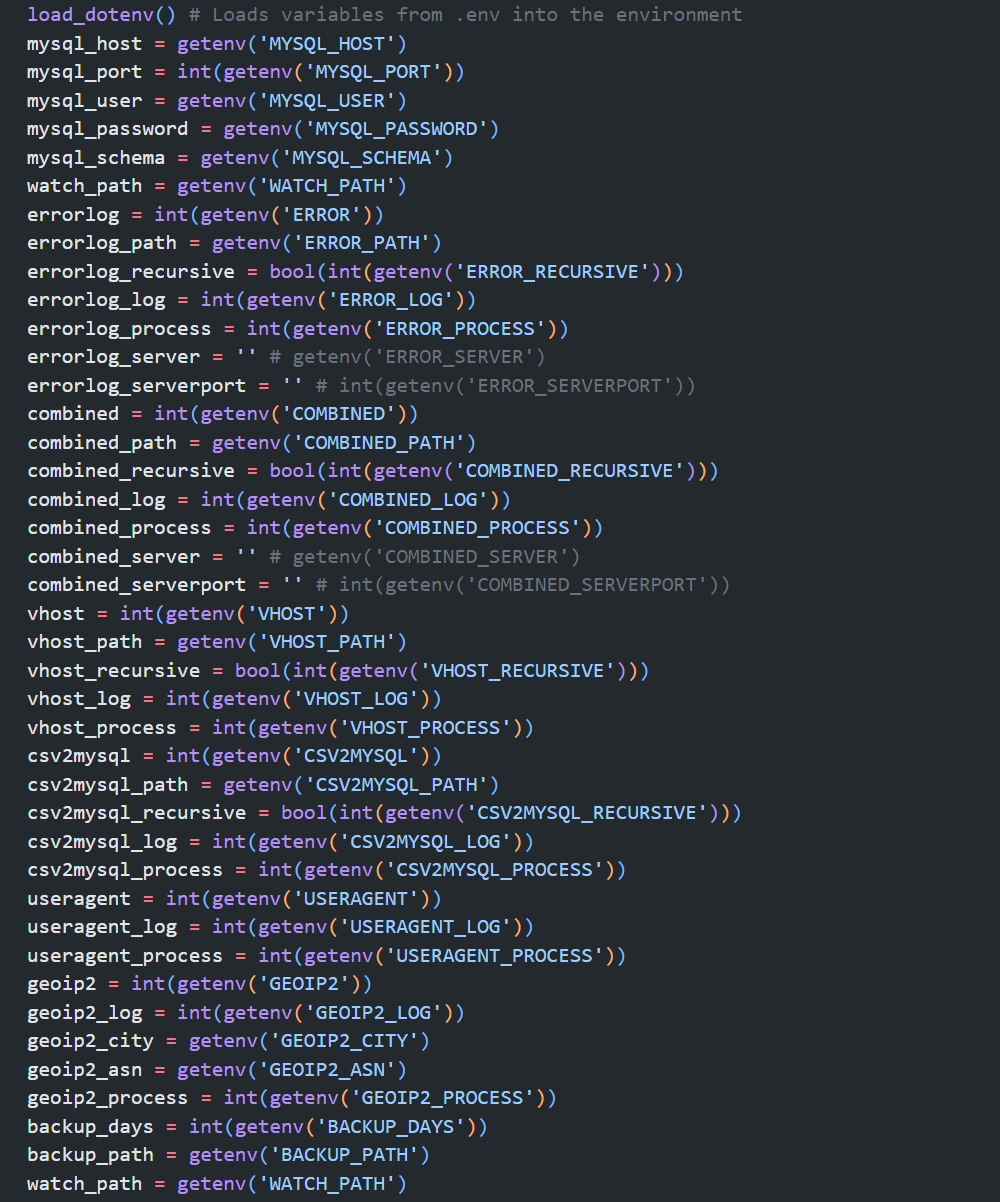 load_dotenv() # Loads variables from .env into the environment
mysql_host = getenv('MYSQL_HOST')
mysql_port = int(getenv('MYSQL_PORT'))
mysql_user = getenv('MYSQL_USER')
mysql_password = getenv('MYSQL_PASSWORD')
mysql_schema = getenv('MYSQL_SCHEMA')
watch_path = getenv('WATCH_PATH')
errorlog = int(getenv('ERROR'))
errorlog_path = getenv('ERROR_PATH')
errorlog_recursive = bool(int(getenv('ERROR_RECURSIVE')))
errorlog_log = int(getenv('ERROR_LOG'))
errorlog_process = int(getenv('ERROR_PROCESS'))
errorlog_server = '' # getenv('ERROR_SERVER')
errorlog_serverport = '' # int(getenv('ERROR_SERVERPORT'))
combined = int(getenv('COMBINED'))
combined_path = getenv('COMBINED_PATH')
combined_recursive = bool(int(getenv('COMBINED_RECURSIVE')))
combined_log = int(getenv('COMBINED_LOG'))
combined_process = int(getenv('COMBINED_PROCESS'))
combined_server = '' # getenv('COMBINED_SERVER')
combined_serverport = '' # int(getenv('COMBINED_SERVERPORT'))
vhost = int(getenv('VHOST'))
vhost_path = getenv('VHOST_PATH')
vhost_recursive = bool(int(getenv('VHOST_RECURSIVE')))
vhost_log = int(getenv('VHOST_LOG'))
vhost_process = int(getenv('VHOST_PROCESS'))
csv2mysql = int(getenv('CSV2MYSQL'))
csv2mysql_path = getenv('CSV2MYSQL_PATH')
csv2mysql_recursive = bool(int(getenv('CSV2MYSQL_RECURSIVE')))
csv2mysql_log = int(getenv('CSV2MYSQL_LOG'))
csv2mysql_process = int(getenv('CSV2MYSQL_PROCESS'))
useragent = int(getenv('USERAGENT'))
useragent_log = int(getenv('USERAGENT_LOG'))
useragent_process = int(getenv('USERAGENT_PROCESS'))
geoip2 = int(getenv('GEOIP2'))
geoip2_log = int(getenv('GEOIP2_LOG'))
geoip2_city = getenv('GEOIP2_CITY')
geoip2_asn = getenv('GEOIP2_ASN')
geoip2_process = int(getenv('GEOIP2_PROCESS'))
backup_days = int(getenv('BACKUP_DAYS'))
backup_path = getenv('BACKUP_PATH')
watch_path = getenv('WATCH_PATH')